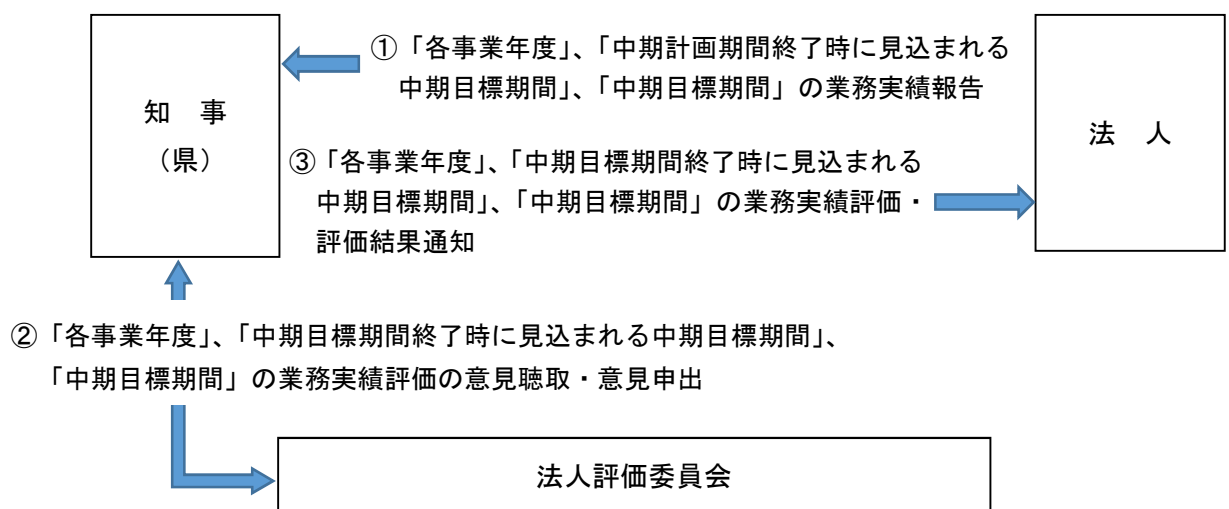 ①「各事業年度」、「中期計画期間終了時に見込まれる
中期目標期間」、「中期目標期間」の業務実績報告
知 事
（県）
法 人
③「各事業年度」、「中期目標期間終了時に見込まれる
中期目標期間」、「中期目標期間」の業務実績評価・
評価結果通知
②「各事業年度」、「中期目標期間終了時に見込まれる中期目標期間」、
「中期目標期間」の業務実績評価の意見聴取・意見申出
法人評価委員会